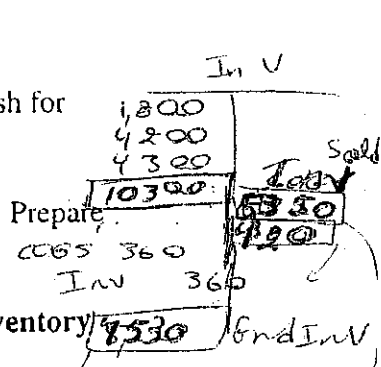 In V
sh for
1,800
4200
4300
Sold
10300
Prepare
COGS 360
Inv 360
ventory
End Inv